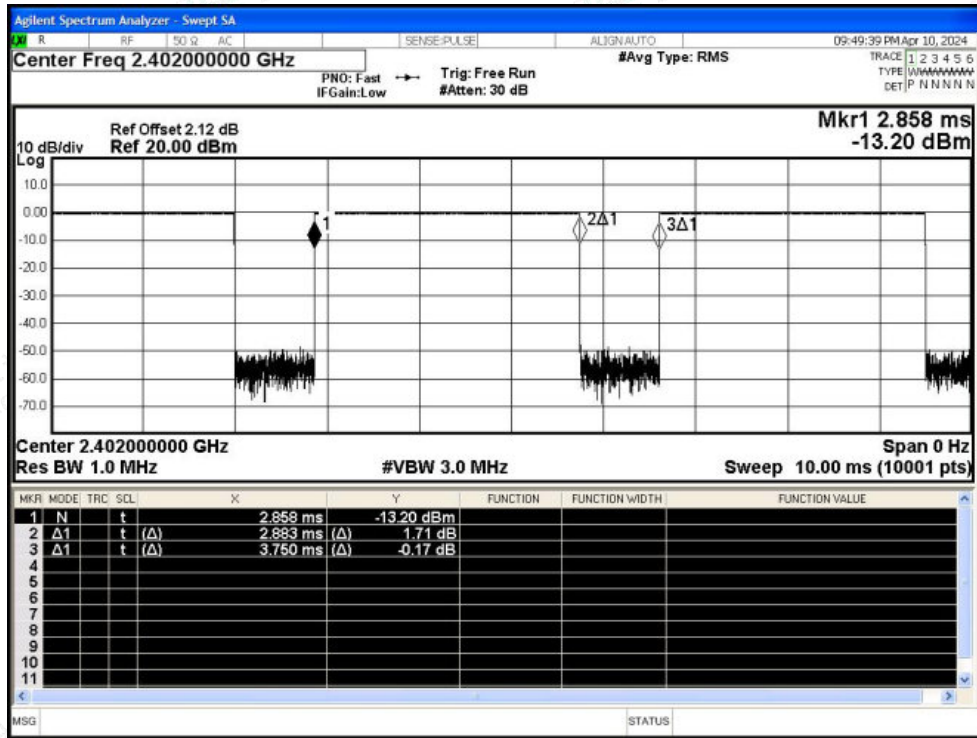 Agilent Spectrum Analyzer - Swept SA
LXI R RF 50 Ω AC SENSE:PULSE ALIGNAUTO 09:49:39 PM Apr 10, 2024
Center Freq 2.402000000 GHz #Avg Type: RMS TRACE 1 2 3 4 5 6
PNO: Fast Trig: Free Run TYPE
IFGain:Low #Atten: 30 dB DET P N N N N N
Mkr1 2.858 ms
-13.20 dBm
Ref Offset 2.12 dB
10 dB/div Ref 20.00 dBm
Log
10.0
0.00
1 2Δ1 3Δ1
-10.0
-20.0
-30.0
-40.0
-50.0
-60.0
-70.0
Center 2.402000000 GHz Span 0 Hz
Res BW 1.0 MHz #VBW 3.0 MHz Sweep 10.00 ms (10001 pts)
MKR MODE TRC SCL X Y FUNCTION FUNCTION WIDTH FUNCTION VALUE
1 N t 2.858 ms -13.20 dBm
2 Δ1 t (Δ) 2.883 ms (Δ) 1.71 dB
3 Δ1 t (Δ) 3.750 ms (Δ) -0.17 dB
4
5
6
7
8
9
10
11
MSG STATUS